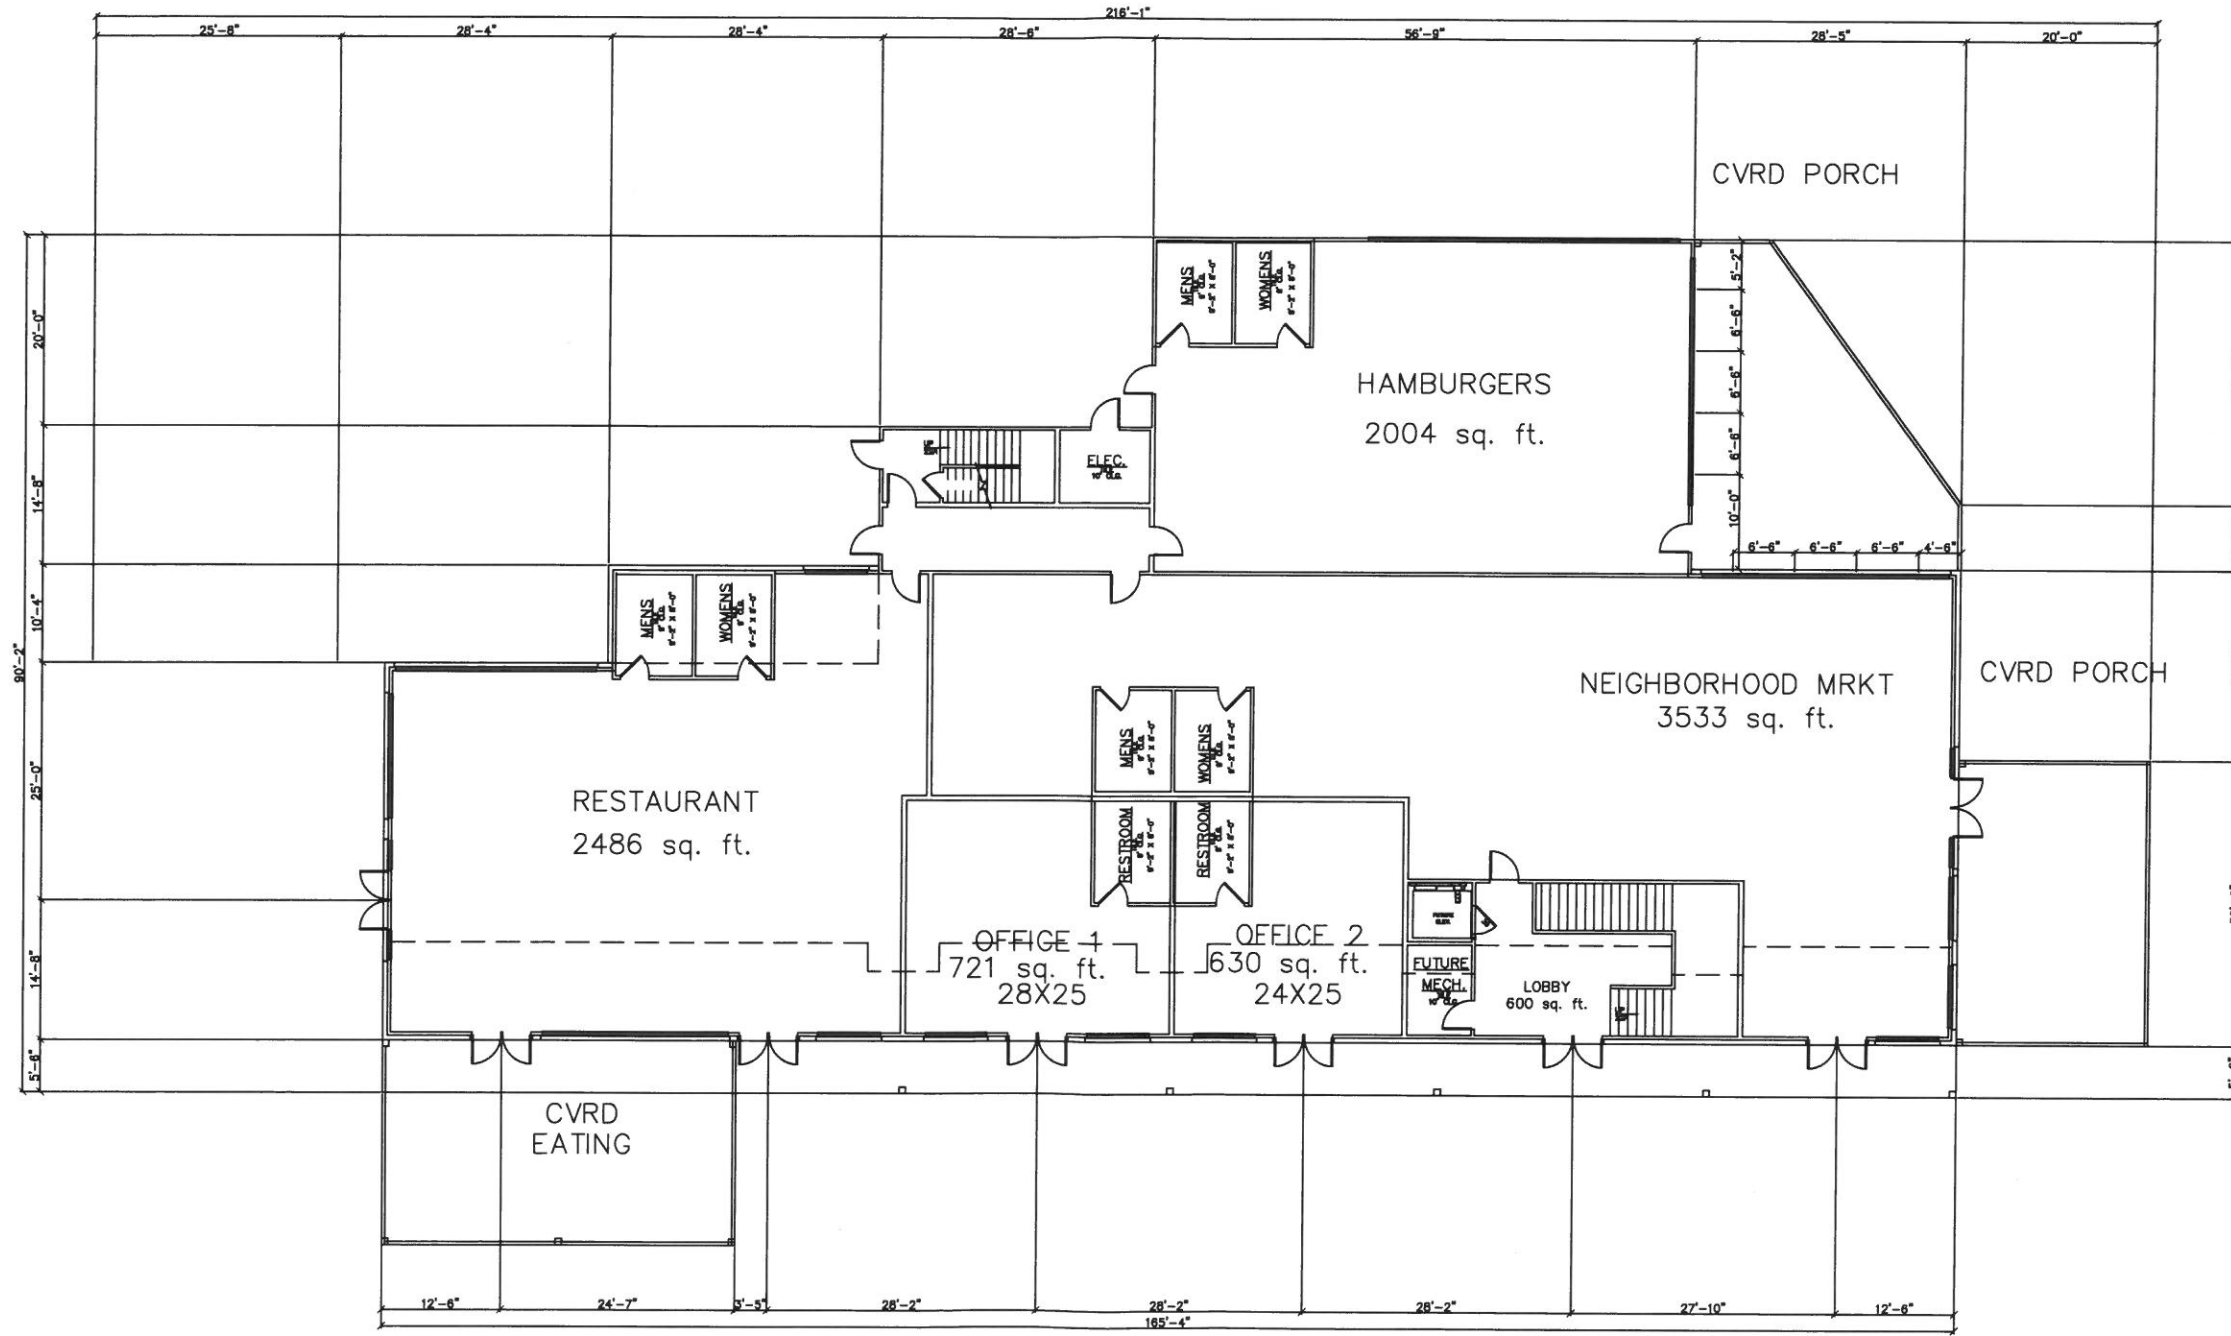 216'-1"
25'-8"
28'-4"
28'-4"
28'-6"
56'-9"
28'-5"
20'-0"
CVRD PORCH
MENS
WOMENS
5'-2"
6'-6"
6'-6"
6'-6"
10'-0"
6'-6"
6'-6"
6'-6"
4'-6"
HAMBURGERS
2004 sq. ft.
ELEC.
20'-0"
14'-8"
10'-4"
90'-2"
25'-0"
14'-8"
5'-6"
MENS
WOMENS
NEIGHBORHOOD MRKT
3533 sq. ft.
CVRD PORCH
MENS
WOMENS
RESTAURANT
2486 sq. ft.
RESTROOM
RESTROOM
OFFICE 1
721 sq. ft.
28X25
OFFICE 2
630 sq. ft.
24X25
FUTURE
MECH.
LOBBY
600 sq. ft.
CVRD
EATING
12'-6"
24'-7"
3'-5"
28'-2"
28'-2"
28'-2"
27'-10"
12'-6"
165'-4"